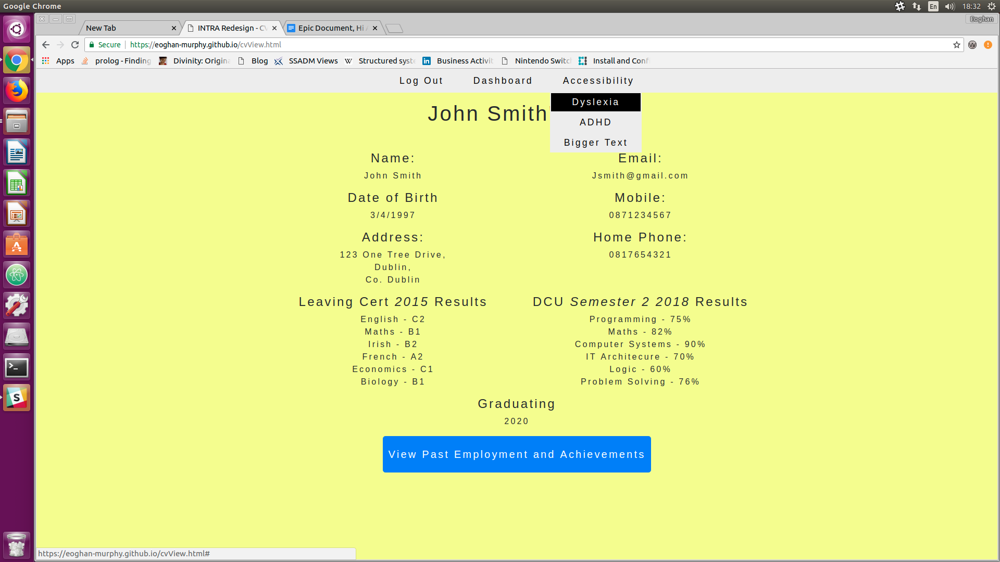 Google Chrome
En
18:32
New Tab
INTRA Redesign - CV
Epic Document, Hi
Eoghan
Secure
https://eoghan-murphy.github.io/cvView.html
Apps
prolog - Finding
Divinity: Origina
Blog
SSADM Views
W
Structured syste
in
Business Activit
Nintendo Switch
Install and Confi
Log Out
Dashboard
Accessibility
Dyslexia
ADHD
Bigger Text
John Smith
Name:
John Smith
Email:
Jsmith@gmail.com
Date of Birth
3/4/1997
Mobile:
0871234567
Address:
123 One Tree Drive,
Dublin,
Co. Dublin
Home Phone:
0817654321
Leaving Cert 2015 Results
English - C2
Maths - B1
Irish - B2
French - A2
Economics - C1
Biology - B1
DCU Semester 2 2018 Results
Programming - 75%
Maths - 82%
Computer Systems - 90%
IT Architecure - 70%
Logic - 60%
Problem Solving - 76%
Graduating
2020
View Past Employment and Achievements
https://eoghan-murphy.github.io/cvView.html#